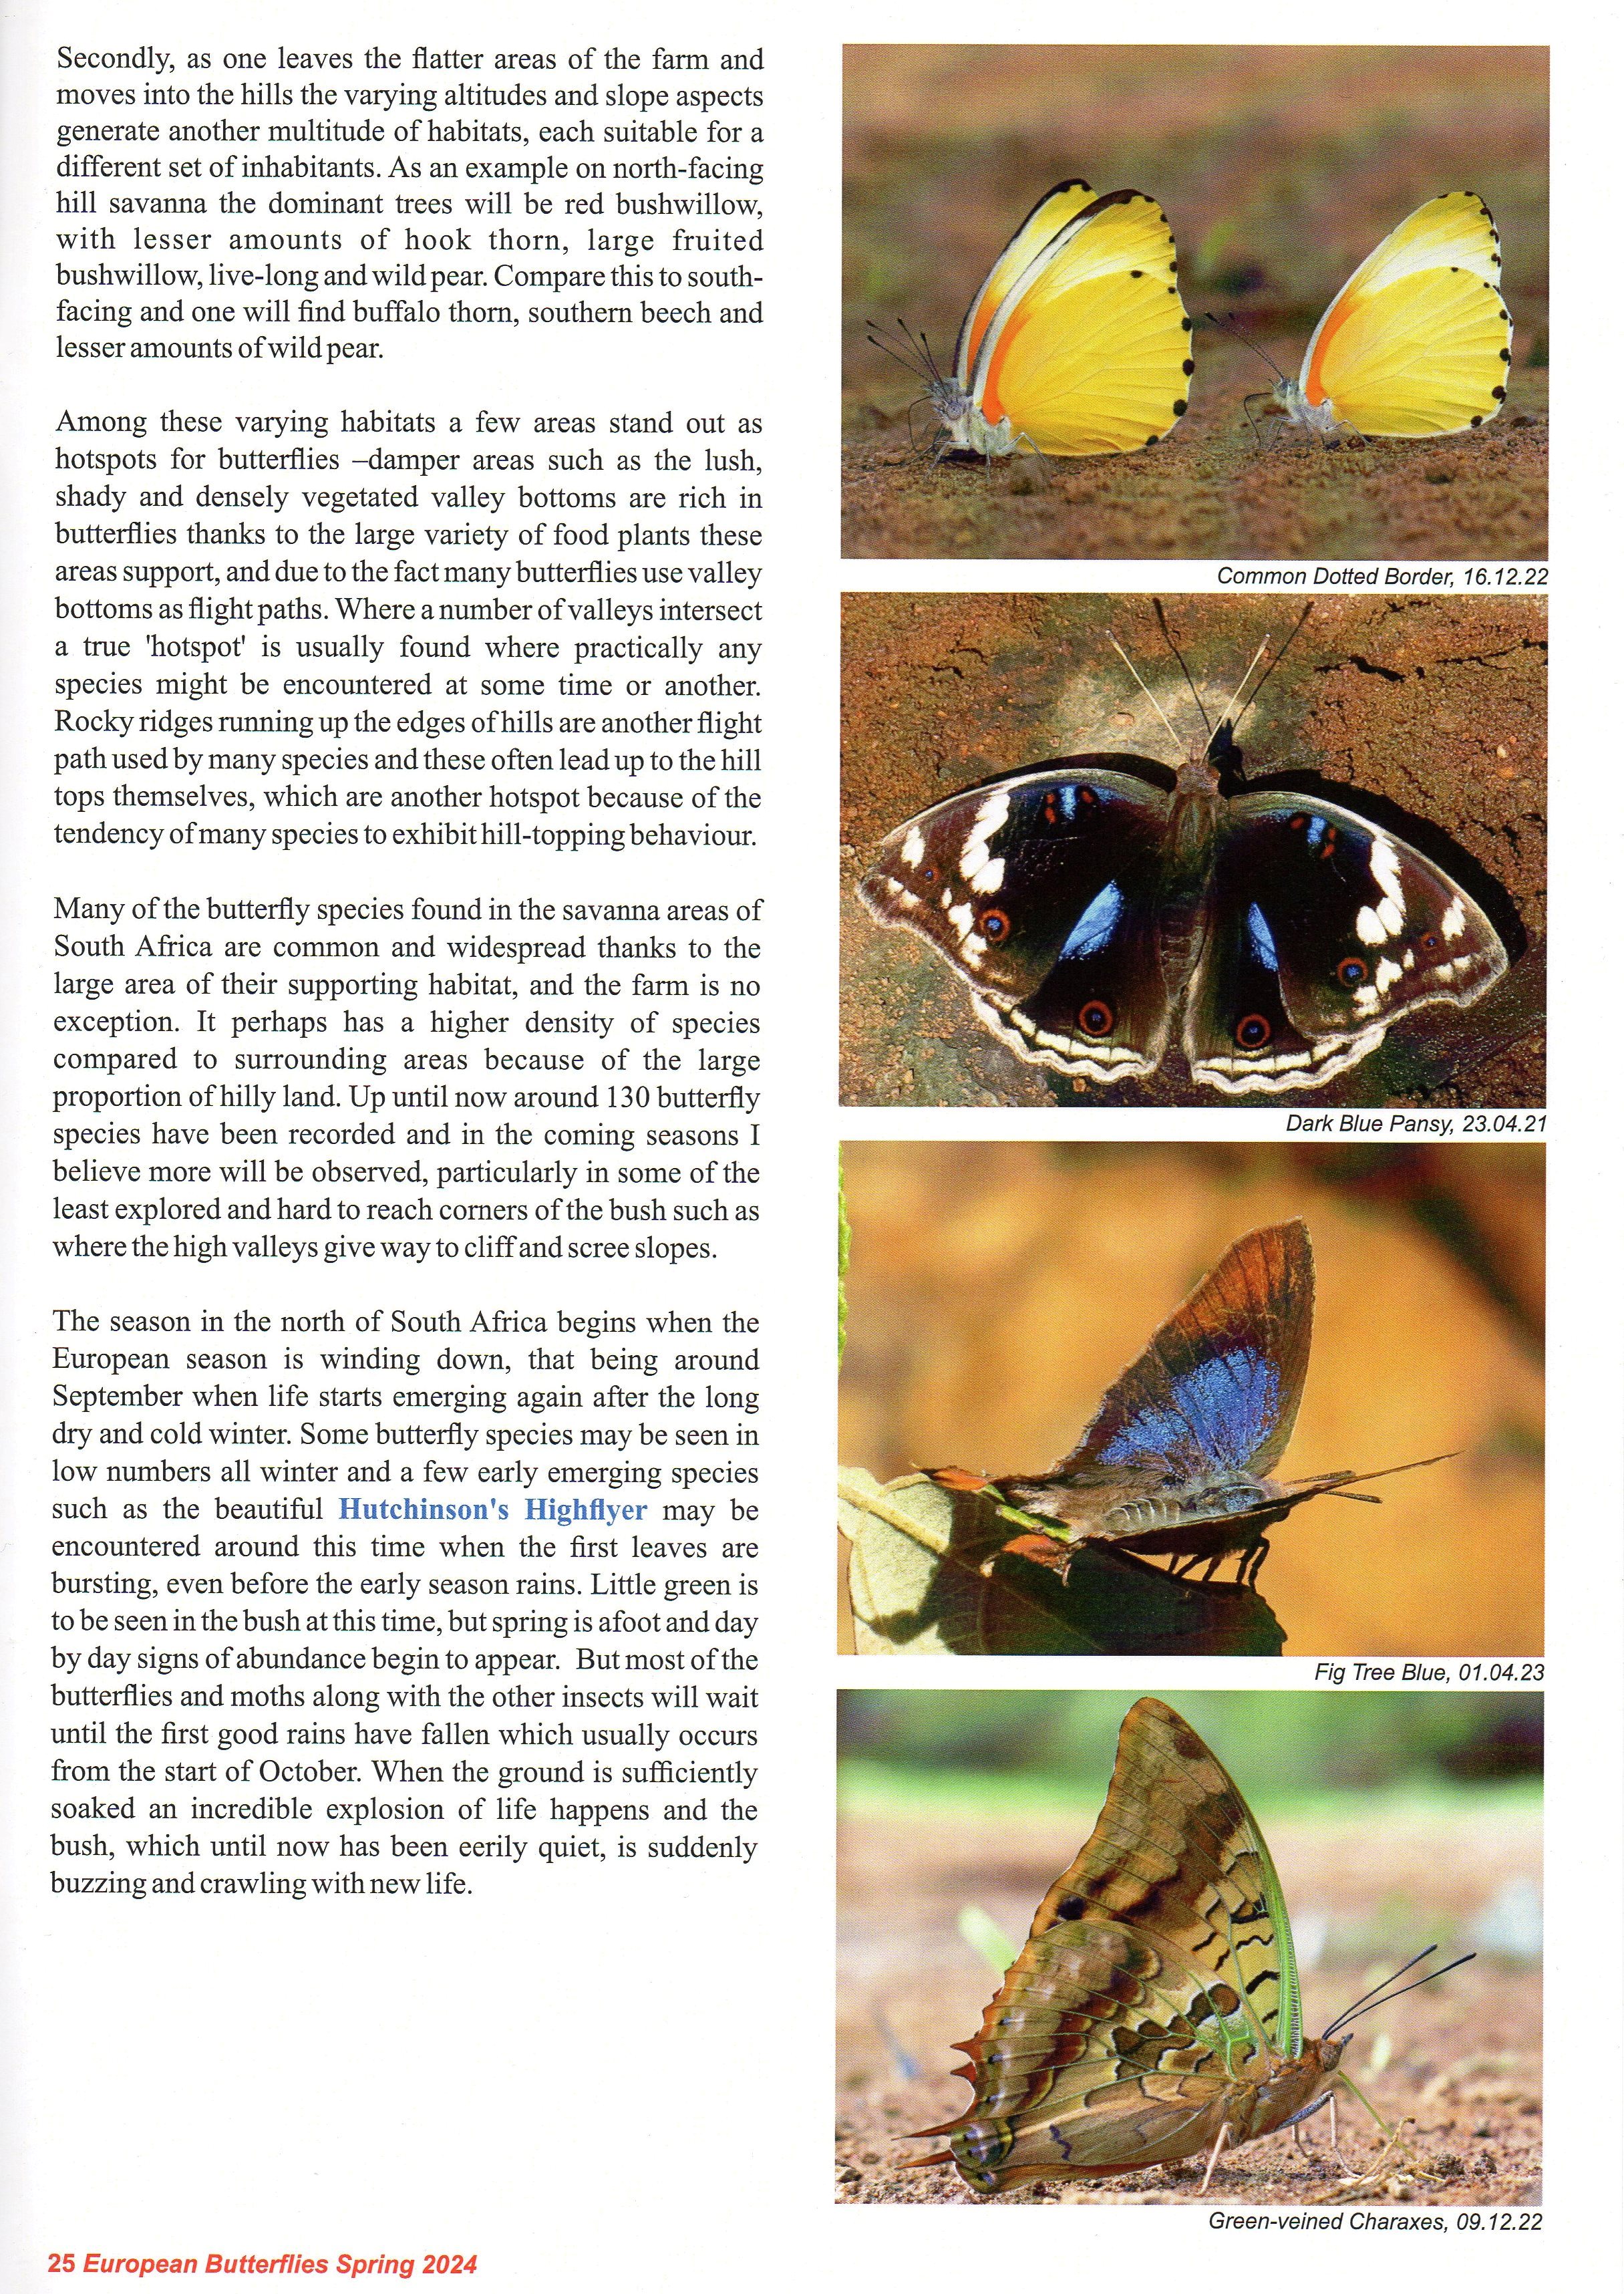 Secondly, as one leaves the flatter areas of the farm and
moves into the hills the varying altitudes and slope aspects
generate another multitude of habitats, each suitable for a
different set of inhabitants. As an example on north-facing
hill savanna the dominant trees will be red bushwillow,
with lesser amounts of hook thorn, large fruited
bushwillow, live-long and wild pear. Compare this to south-
facing and one will find buffalo thorn, southern beech and
lesser amounts of wild pear.
Among these varying habitats a few areas stand out as
hotspots for butterflies –damper areas such as the lush,
shady and densely vegetated valley bottoms are rich in
butterflies thanks to the large variety of food plants these
areas support, and due to the fact many butterflies use valley
bottoms as flight paths. Where a number of valleys intersect
a true 'hotspot' is usually found where practically any
species might be encountered at some time or another.
Rocky ridges running up the edges of hills are another flight
path used by many species and these often lead up to the hill
tops themselves, which are another hotspot because of the
tendency of many species to exhibit hill-topping behaviour.
Many of the butterfly species found in the savanna areas of
South Africa are common and widespread thanks to the
large area of their supporting habitat, and the farm is no
exception. It perhaps has a higher density of species
compared to surrounding areas because of the large
proportion of hilly land. Up until now around 130 butterfly
species have been recorded and in the coming seasons I
believe more will be observed, particularly in some of the
least explored and hard to reach corners of the bush such as
where the high valleys give way to cliff and scree slopes.
The season in the north of South Africa begins when the
European season is winding down, that being around
September when life starts emerging again after the long
dry and cold winter. Some butterfly species may be seen in
low numbers all winter and a few early emerging species
such as the beautiful Hutchinson's Highflyer may be
encountered around this time when the first leaves are
bursting, even before the early season rains. Little green is
to be seen in the bush at this time, but spring is afoot and day
by day signs of abundance begin to appear. But most of the
butterflies and moths along with the other insects will wait
until the first good rains have fallen which usually occurs
from the start of October. When the ground is sufficiently
soaked an incredible explosion of life happens and the
bush, which until now has been eerily quiet, is suddenly
buzzing and crawling with new life.
Common Dotted Border, 16.12.22
Dark Blue Pansy, 23.04.21
Fig Tree Blue, 01.04.23
Green-veined Charaxes, 09.12.22
25 European Butterflies Spring 2024